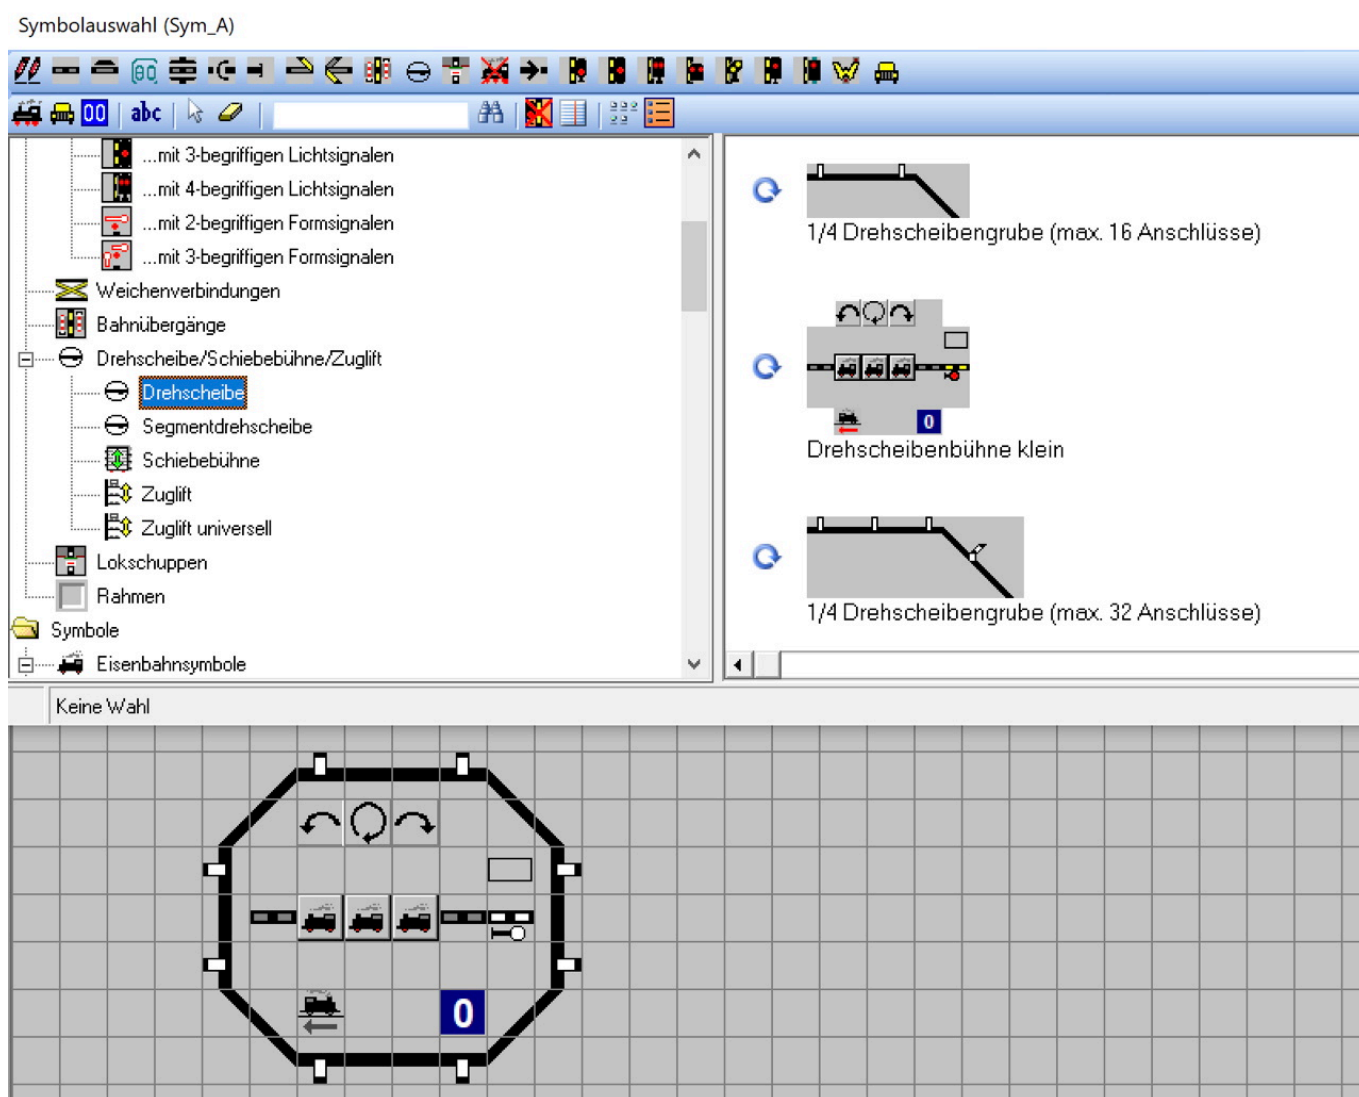 Symbolauswahl (Sym_A)
00
abc
...mit 3-begriffigen Lichtsignalen
...mit 4-begriffigen Lichtsignalen
...mit 2-begriffigen Formsignalen
...mit 3-begriffigen Formsignalen
Weichenverbindungen
Bahnübergänge
Drehscheibe/Schiebebühne/Zuglift
Drehscheibe
Segmentdrehscheibe
Schiebebühne
Zuglift
Zuglift universell
Lokschuppen
Rahmen
Symbole
Eisenbahnsymbole
1/4 Drehscheibengrube (max. 16 Anschlüsse)
0
Drehscheibenbühne klein
1/4 Drehscheibengrube (max. 32 Anschlüsse)
Keine Wahl
0